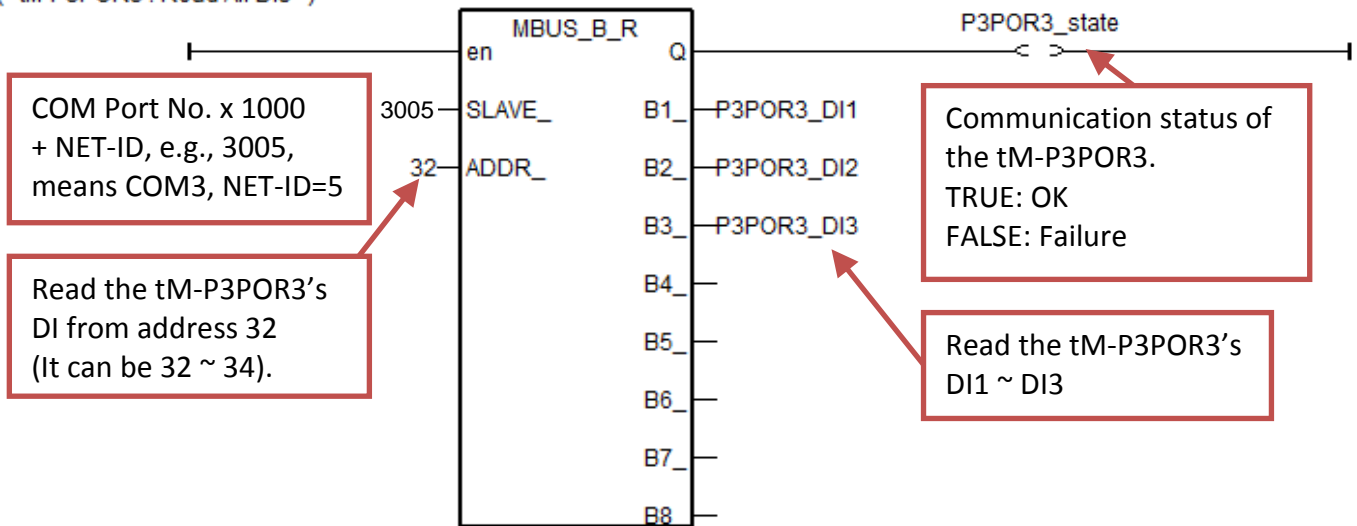 MBUS_B_R
P3POR3_state
en
Q
COM Port No. x 1000
+ NET-ID, e.g., 3005,
means COM3, NET-ID=5
3005
SLAVE_
B1_
P3POR3_DI1
32
ADDR_
B2_
P3POR3_DI2
B3_
P3POR3_DI3
B4_
B5_
B6_
B7_
B8
Communication status of
the tM-P3POR3.
TRUE: OK
FALSE: Failure
Read the tM-P3POR3’s
DI from address 32
(It can be 32 ~ 34).
Read the tM-P3POR3’s
DI1 ~ DI3